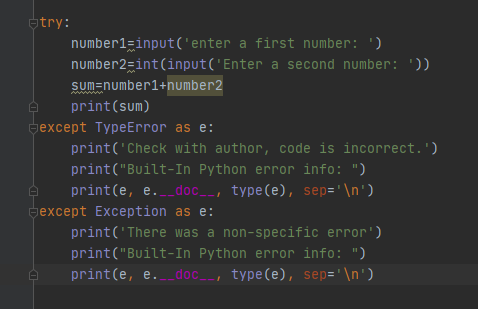 try:
    number1=input('enter a first number: ')
    number2=int(input('Enter a second number: '))
    sum=number1+number2
    print(sum)
except TypeError as e:
    print('Check with author, code is incorrect.')
    print("Built-In Python error info: ")
    print(e, e.__doc__, type(e), sep='\n')
except Exception as e:
    print('There was a non-specific error')
    print("Built-In Python error info: ")
    print(e, e.__doc__, type(e), sep='\n')